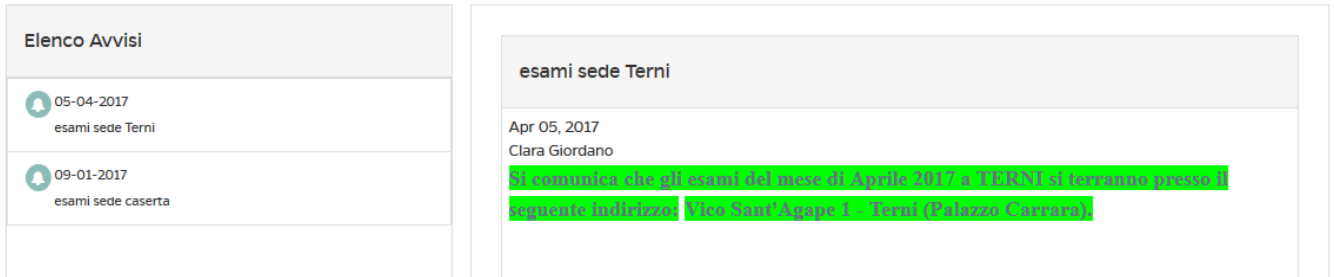 Elenco Avvisi
05-04-2017
esami sede Terni
09-01-2017
esami sede caserta
esami sede Terni
Apr 05, 2017
Clara Giordano
Si comunica che gli esami del mese di Aprile 2017 a TERNI si terranno presso il
seguente indirizzo: Vico Sant'Agape 1 - Terni (Palazzo Carrara).